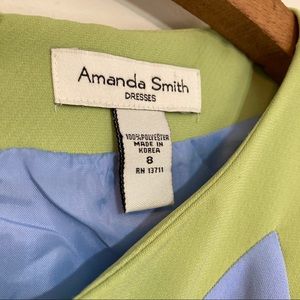 Amanda Smith
DRESSES
100% POLYESTER
MADE IN
KOREA
8
RN 13711